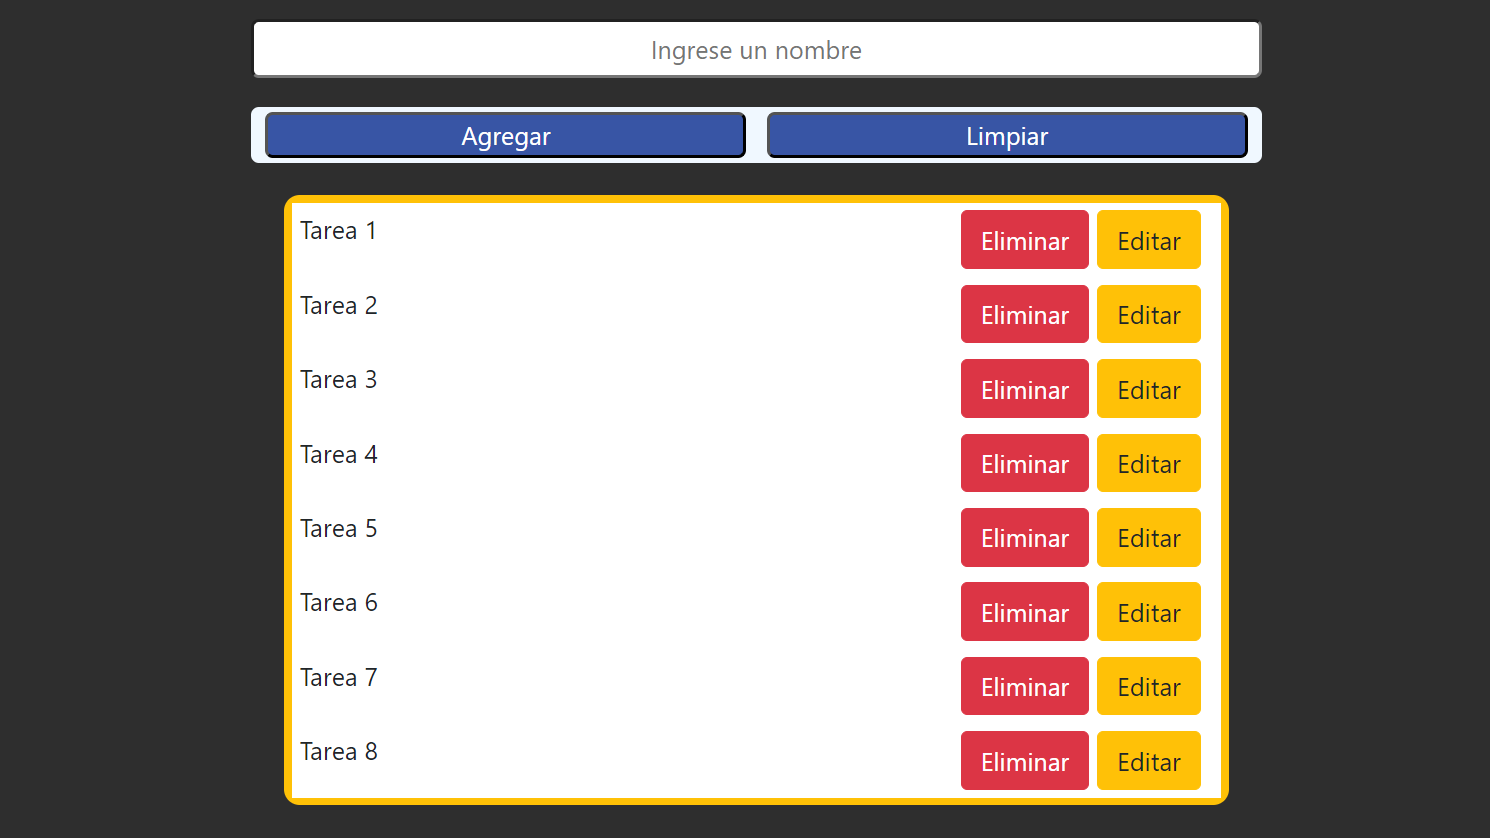 Ingrese un nombre
Agregar Limpiar
Tarea 1 Eliminar Editar
Tarea 2 Eliminar Editar
Tarea 3 Eliminar Editar
Tarea 4 Eliminar Editar
Tarea 5 Eliminar Editar
Tarea 6 Eliminar Editar
Tarea 7 Eliminar Editar
Tarea 8 Eliminar Editar